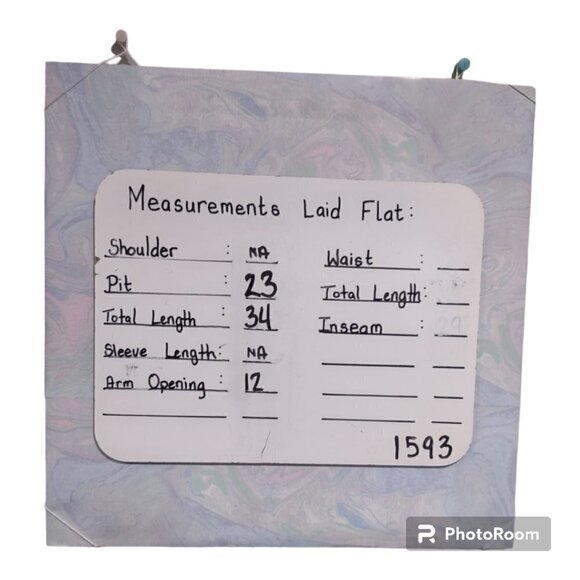 Measurements Laid Flat:
Shoulder : NA
Pit : 23
Total Length : 34
Sleeve Length: NA
Arm Opening : 12
Waist :
Total Length:
Inseam :
1593
PhotoRoom